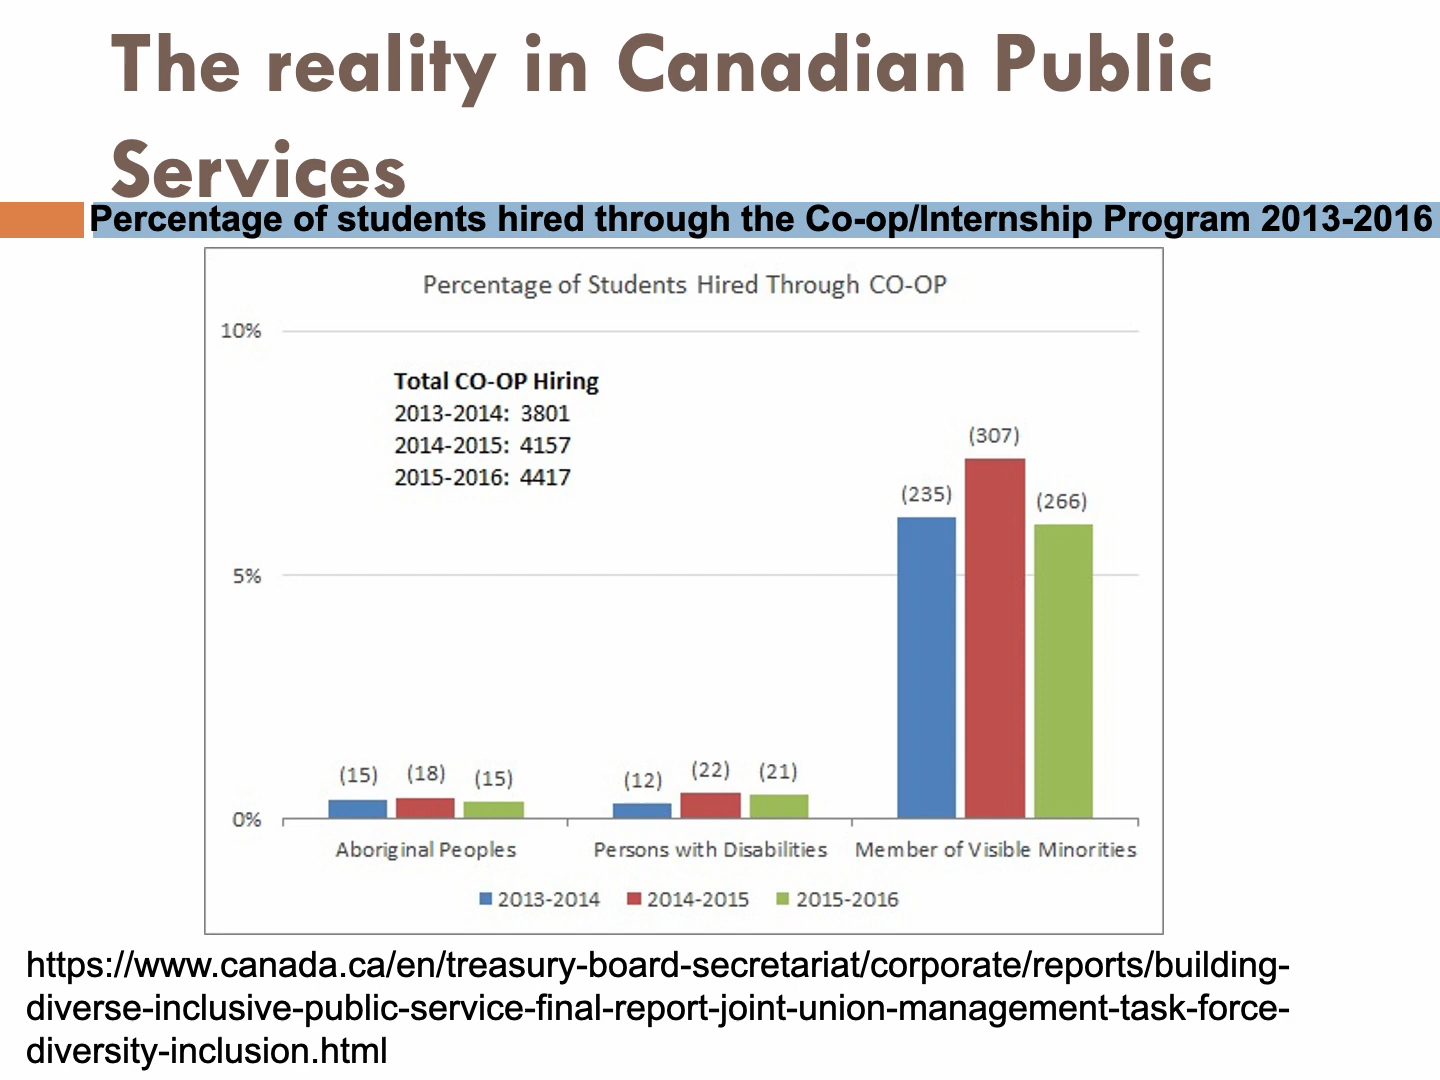 The reality in Canadian Public
Services
Percentage of students hired through the Co-op/Internship Program 2013-2016
Percentage of Students Hired Through CO-OP
10%
Total CO-OP Hiring
2013-2014: 3801
2014-2015: 4157
2015-2016: 4417
(307)
(235)
(266)
5%
(15)
(18)
(15)
(12)
(22)
(21)
0%
Aboriginal Peoples
Persons with Disabilities
Member of Visible Minorities
2013-2014
2014-2015
2015-2016
https://www.canada.ca/en/treasury-board-secretariat/corporate/reports/building-
diverse-inclusive-public-service-final-report-joint-union-management-task-force-
diversity-inclusion.html